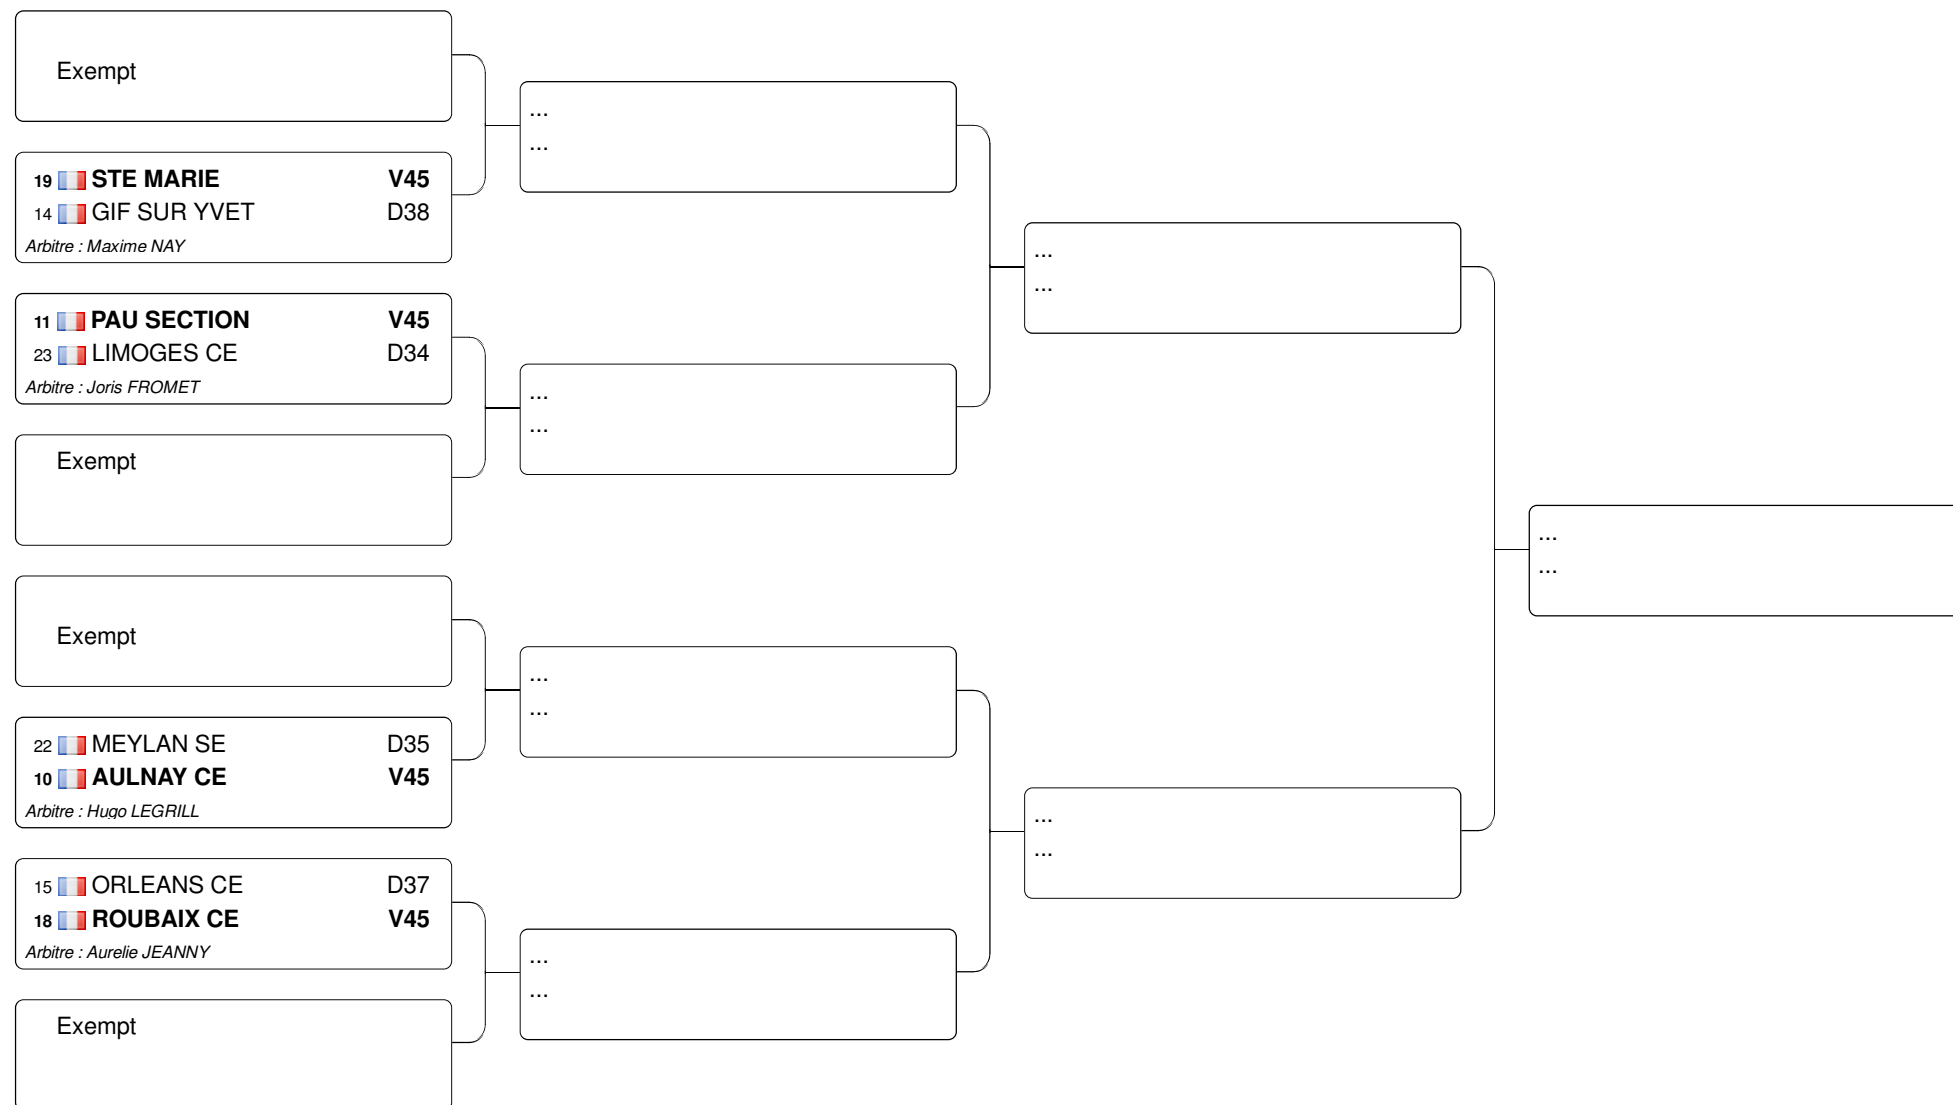 Exempt
19 STE MARIE V45
14 GIF SUR YVET D38
Arbitre : Maxime NAY
11 PAU SECTION V45
23 LIMOGES CE D34
Arbitre : Joris FROMET
Exempt
Exempt
22 MEYLAN SE D35
10 AULNAY CE V45
Arbitre : Hugo LEGRILL
15 ORLEANS CE D37
18 ROUBAIX CE V45
Arbitre : Aurelie JEANNY
Exempt
...
...
...
...
...
...
...
...
...
...
...
...
...
...